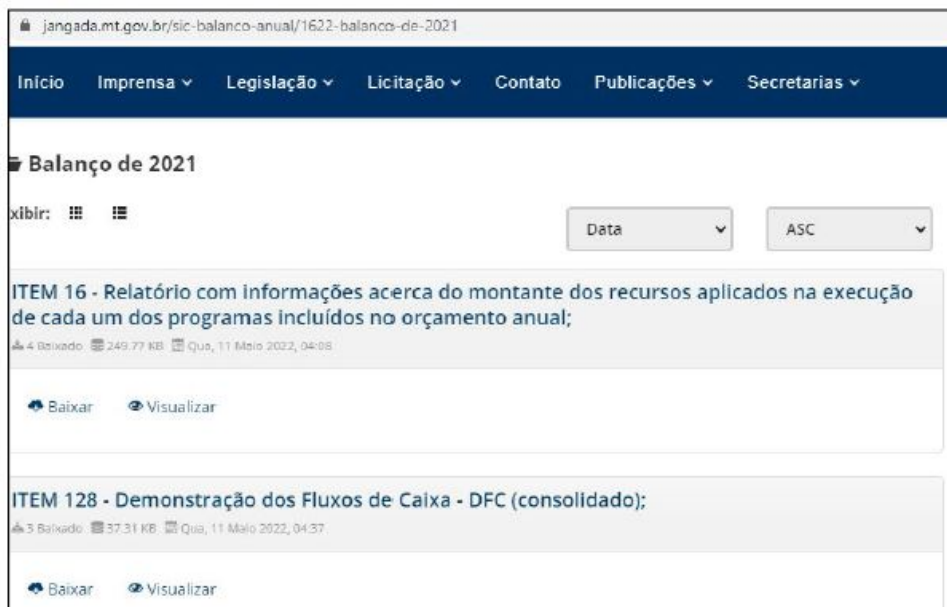 jangada.mt.gov.br/sic-balanco-anual/1622-balanco-de-2021
Início Imprensa Legislação Licitação Contato Publicações Secretarias
Balanço de 2021
xibir:
Data ASC
ITEM 16 - Relatório com informações acerca do montante dos recursos aplicados na execução
de cada um dos programas incluídos no orçamento anual;
4 Baixado 249.77 KB Qua, 11 Maio 2022, 04:08
Baixar Visualizar
ITEM 128 - Demonstração dos Fluxos de Caixa - DFC (consolidado);
3 Baixado 37.31 KB Qua, 11 Maio 2022, 04:37
Baixar Visualizar